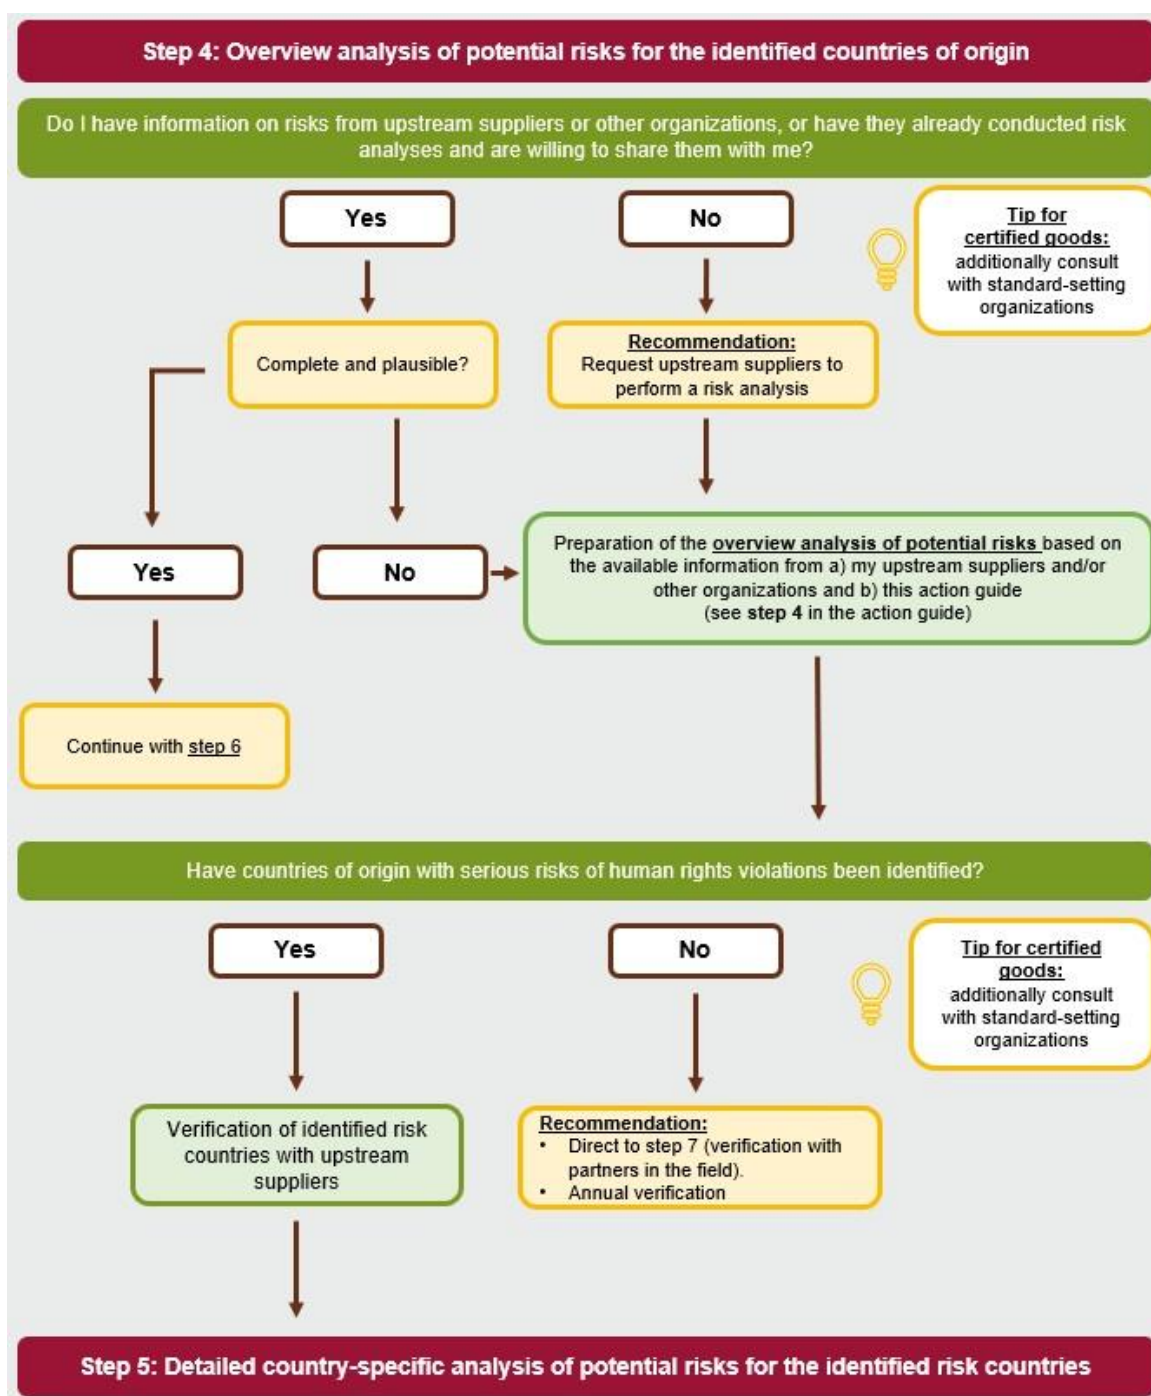 Step 4: Overview analysis of potential risks for the identified countries of origin
Do I have information on risks from upstream suppliers or other organizations, or have they already conducted risk
analyses and are willing to share them with me?
Yes
No
Tip for
certified goods:
additionally consult
with standard-setting
organizations
Complete and plausible?
Recommendation:
Request upstream suppliers to
perform a risk analysis
Yes
No
Preparation of the overview analysis of potential risks based on
the available information from a) my upstream suppliers and/or
other organizations and b) this action guide
(see step 4 in the action guide)
Continue with step 6
Have countries of origin with serious risks of human rights violations been identified?
Yes
No
Tip for certified
goods:
additionally consult
with standard-setting
organizations
Verification of identified risk
countries with upstream
suppliers
Recommendation:
• Direct to step 7 (verification with
partners in the field).
• Annual verification
Step 5: Detailed country-specific analysis of potential risks for the identified risk countries